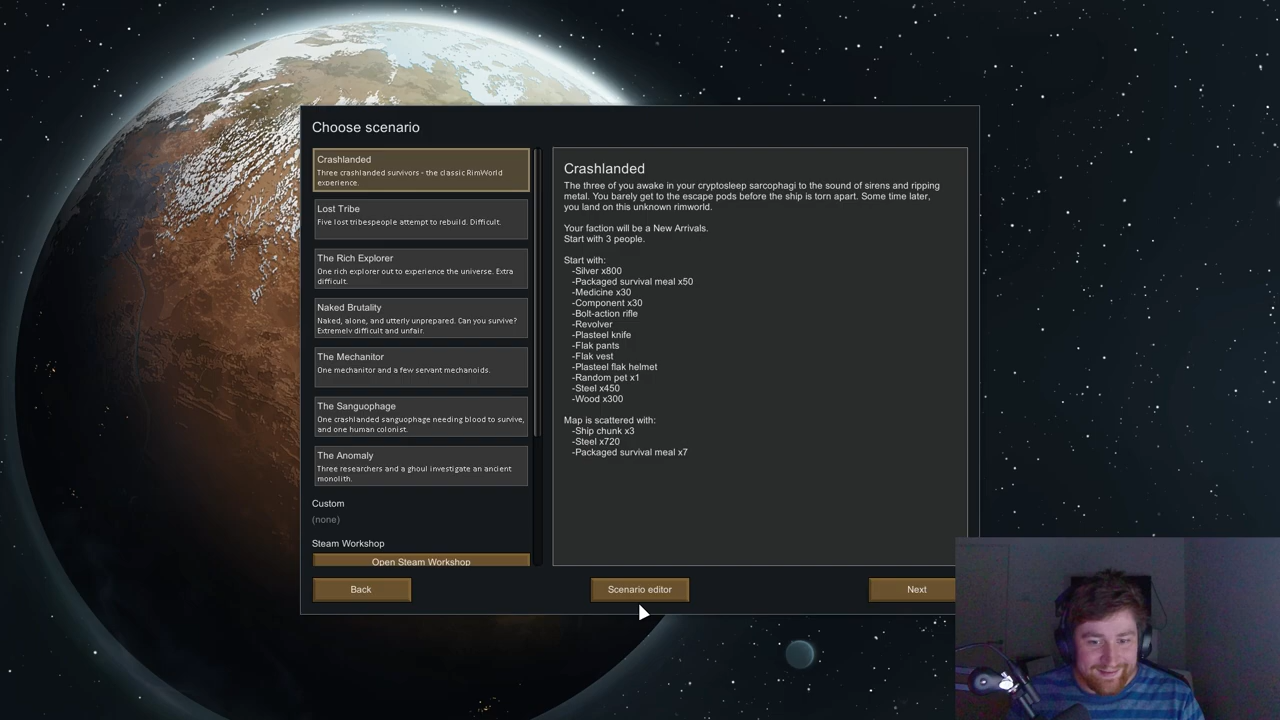 Choose scenario
Crashlanded
Three crashlanded survivors - the classic RimWorld
experience.
Lost Tribe
Five lost tribespeople attempt to rebuild. Difficult.
The Rich Explorer
One rich explorer out to experience the universe. Extra
difficult.
Naked Brutality
Naked, alone, and utterly unprepared. Can you survive?
Extremely difficult and unfair.
The Mechanitor
One mechanitor and a few servant mechanoids.
The Sanguophage
One crashlanded sanguophage needing blood to survive,
and one human colonist.
The Anomaly
Three researchers and a ghoul investigate an ancient
monolith.
Custom
(none)
Steam Workshop
Open Steam Workshop
Crashlanded
The three of you awake in your cryptosleep sarcophagi to the sound of sirens and ripping
metal. You barely get to the escape pods before the ship is torn apart. Some time later,
you land on this unknown rimworld.
Your faction will be a New Arrivals.
Start with 3 people.
Start with:
-Silver x800
-Packaged survival meal x50
-Medicine x30
-Component x30
-Bolt-action rifle
-Revolver
-Plasteel knife
-Flak pants
-Flak vest
-Plasteel flak helmet
-Random pet x1
-Steel x450
-Wood x300
Map is scattered with:
-Ship chunk x3
-Steel x720
-Packaged survival meal x7
Back
Scenario editor
Next